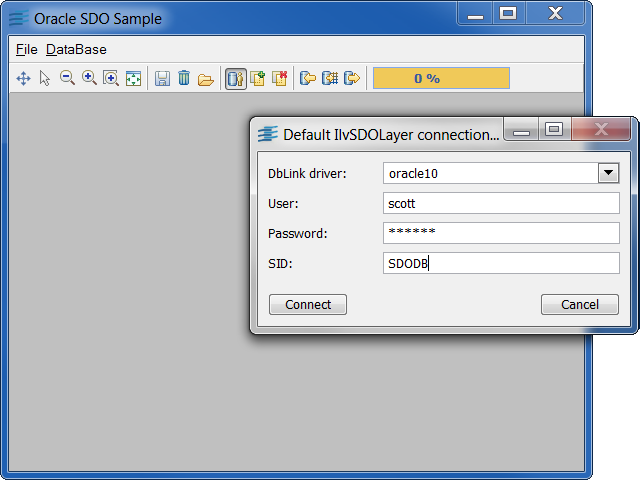 Oracle SDO Sample
File DataBase
0 %
Default IlvSDOLayer connection...
DbLink driver: oracle10
User: scott
Password: ******
SID: SDODB
Connect Cancel